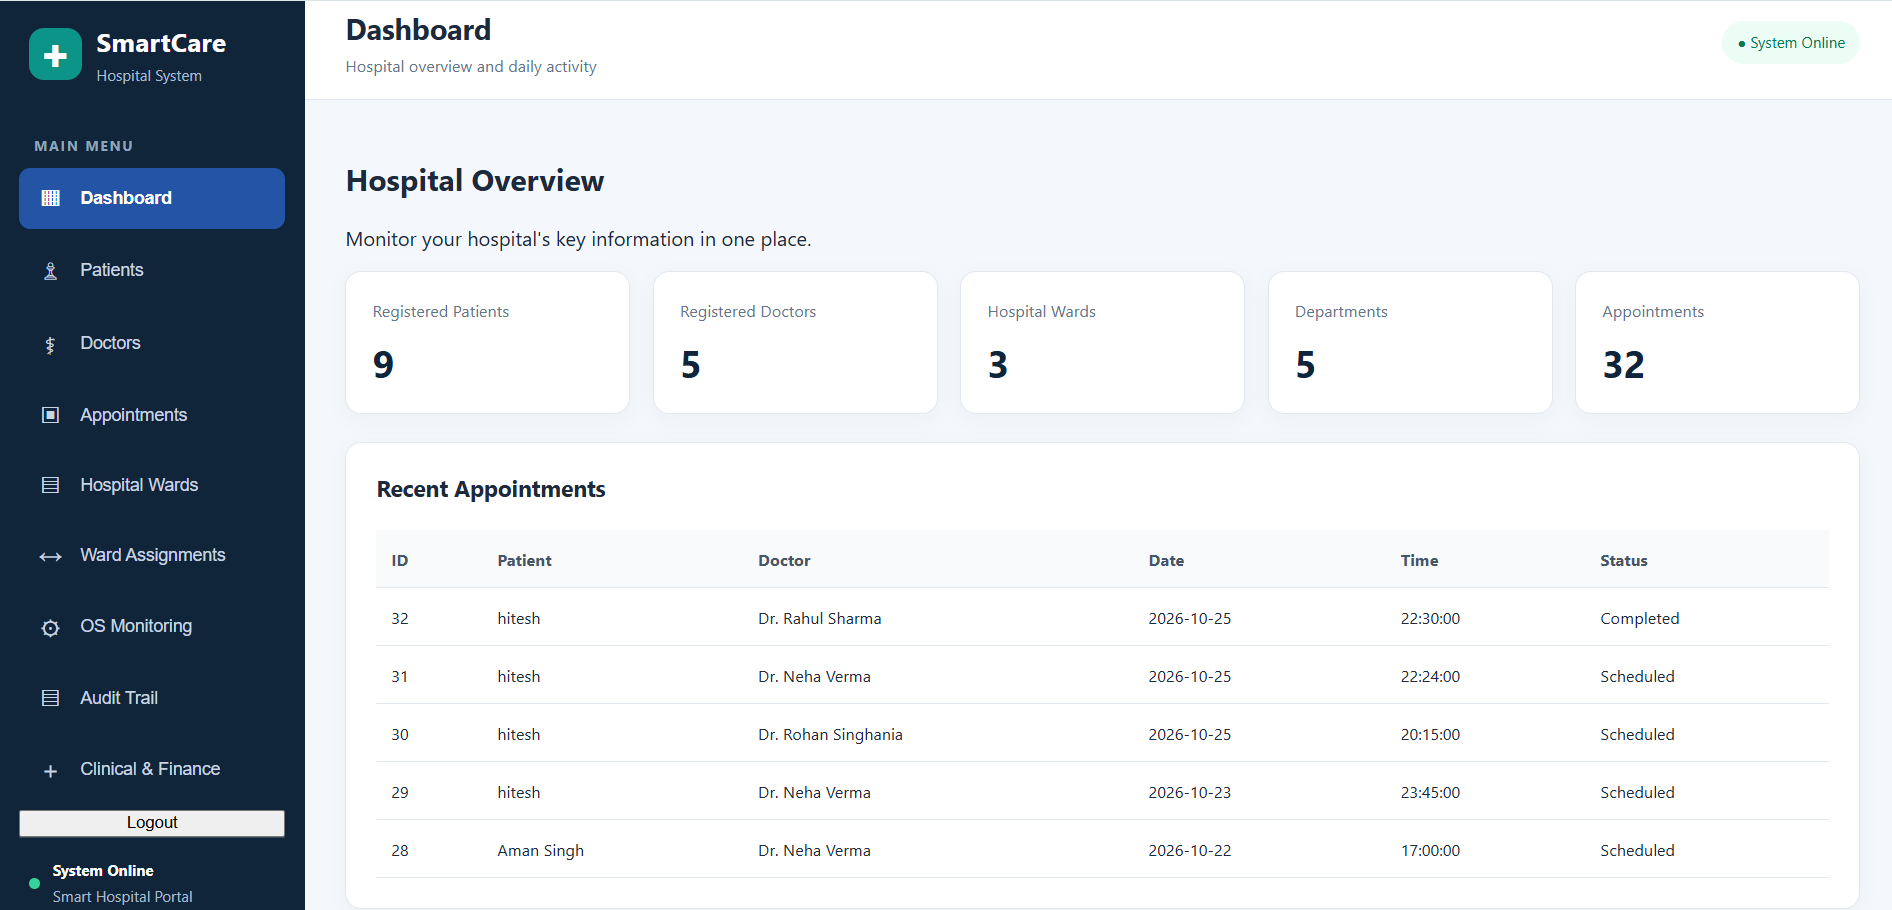 SmartCare
Hospital System
MAIN MENU
Dashboard
Patients
Doctors
Appointments
Hospital Wards
Ward Assignments
OS Monitoring
Audit Trail
Clinical & Finance
Logout
System Online
Smart Hospital Portal
Dashboard
Hospital overview and daily activity
● System Online
Hospital Overview
Monitor your hospital's key information in one place.
Registered Patients
9
Registered Doctors
5
Hospital Wards
3
Departments
5
Appointments
32
Recent Appointments
ID Patient Doctor Date Time Status
32 hitesh Dr. Rahul Sharma 2026-10-25 22:30:00 Completed
31 hitesh Dr. Neha Verma 2026-10-25 22:24:00 Scheduled
30 hitesh Dr. Rohan Singhania 2026-10-25 20:15:00 Scheduled
29 hitesh Dr. Neha Verma 2026-10-23 23:45:00 Scheduled
28 Aman Singh Dr. Neha Verma 2026-10-22 17:00:00 Scheduled